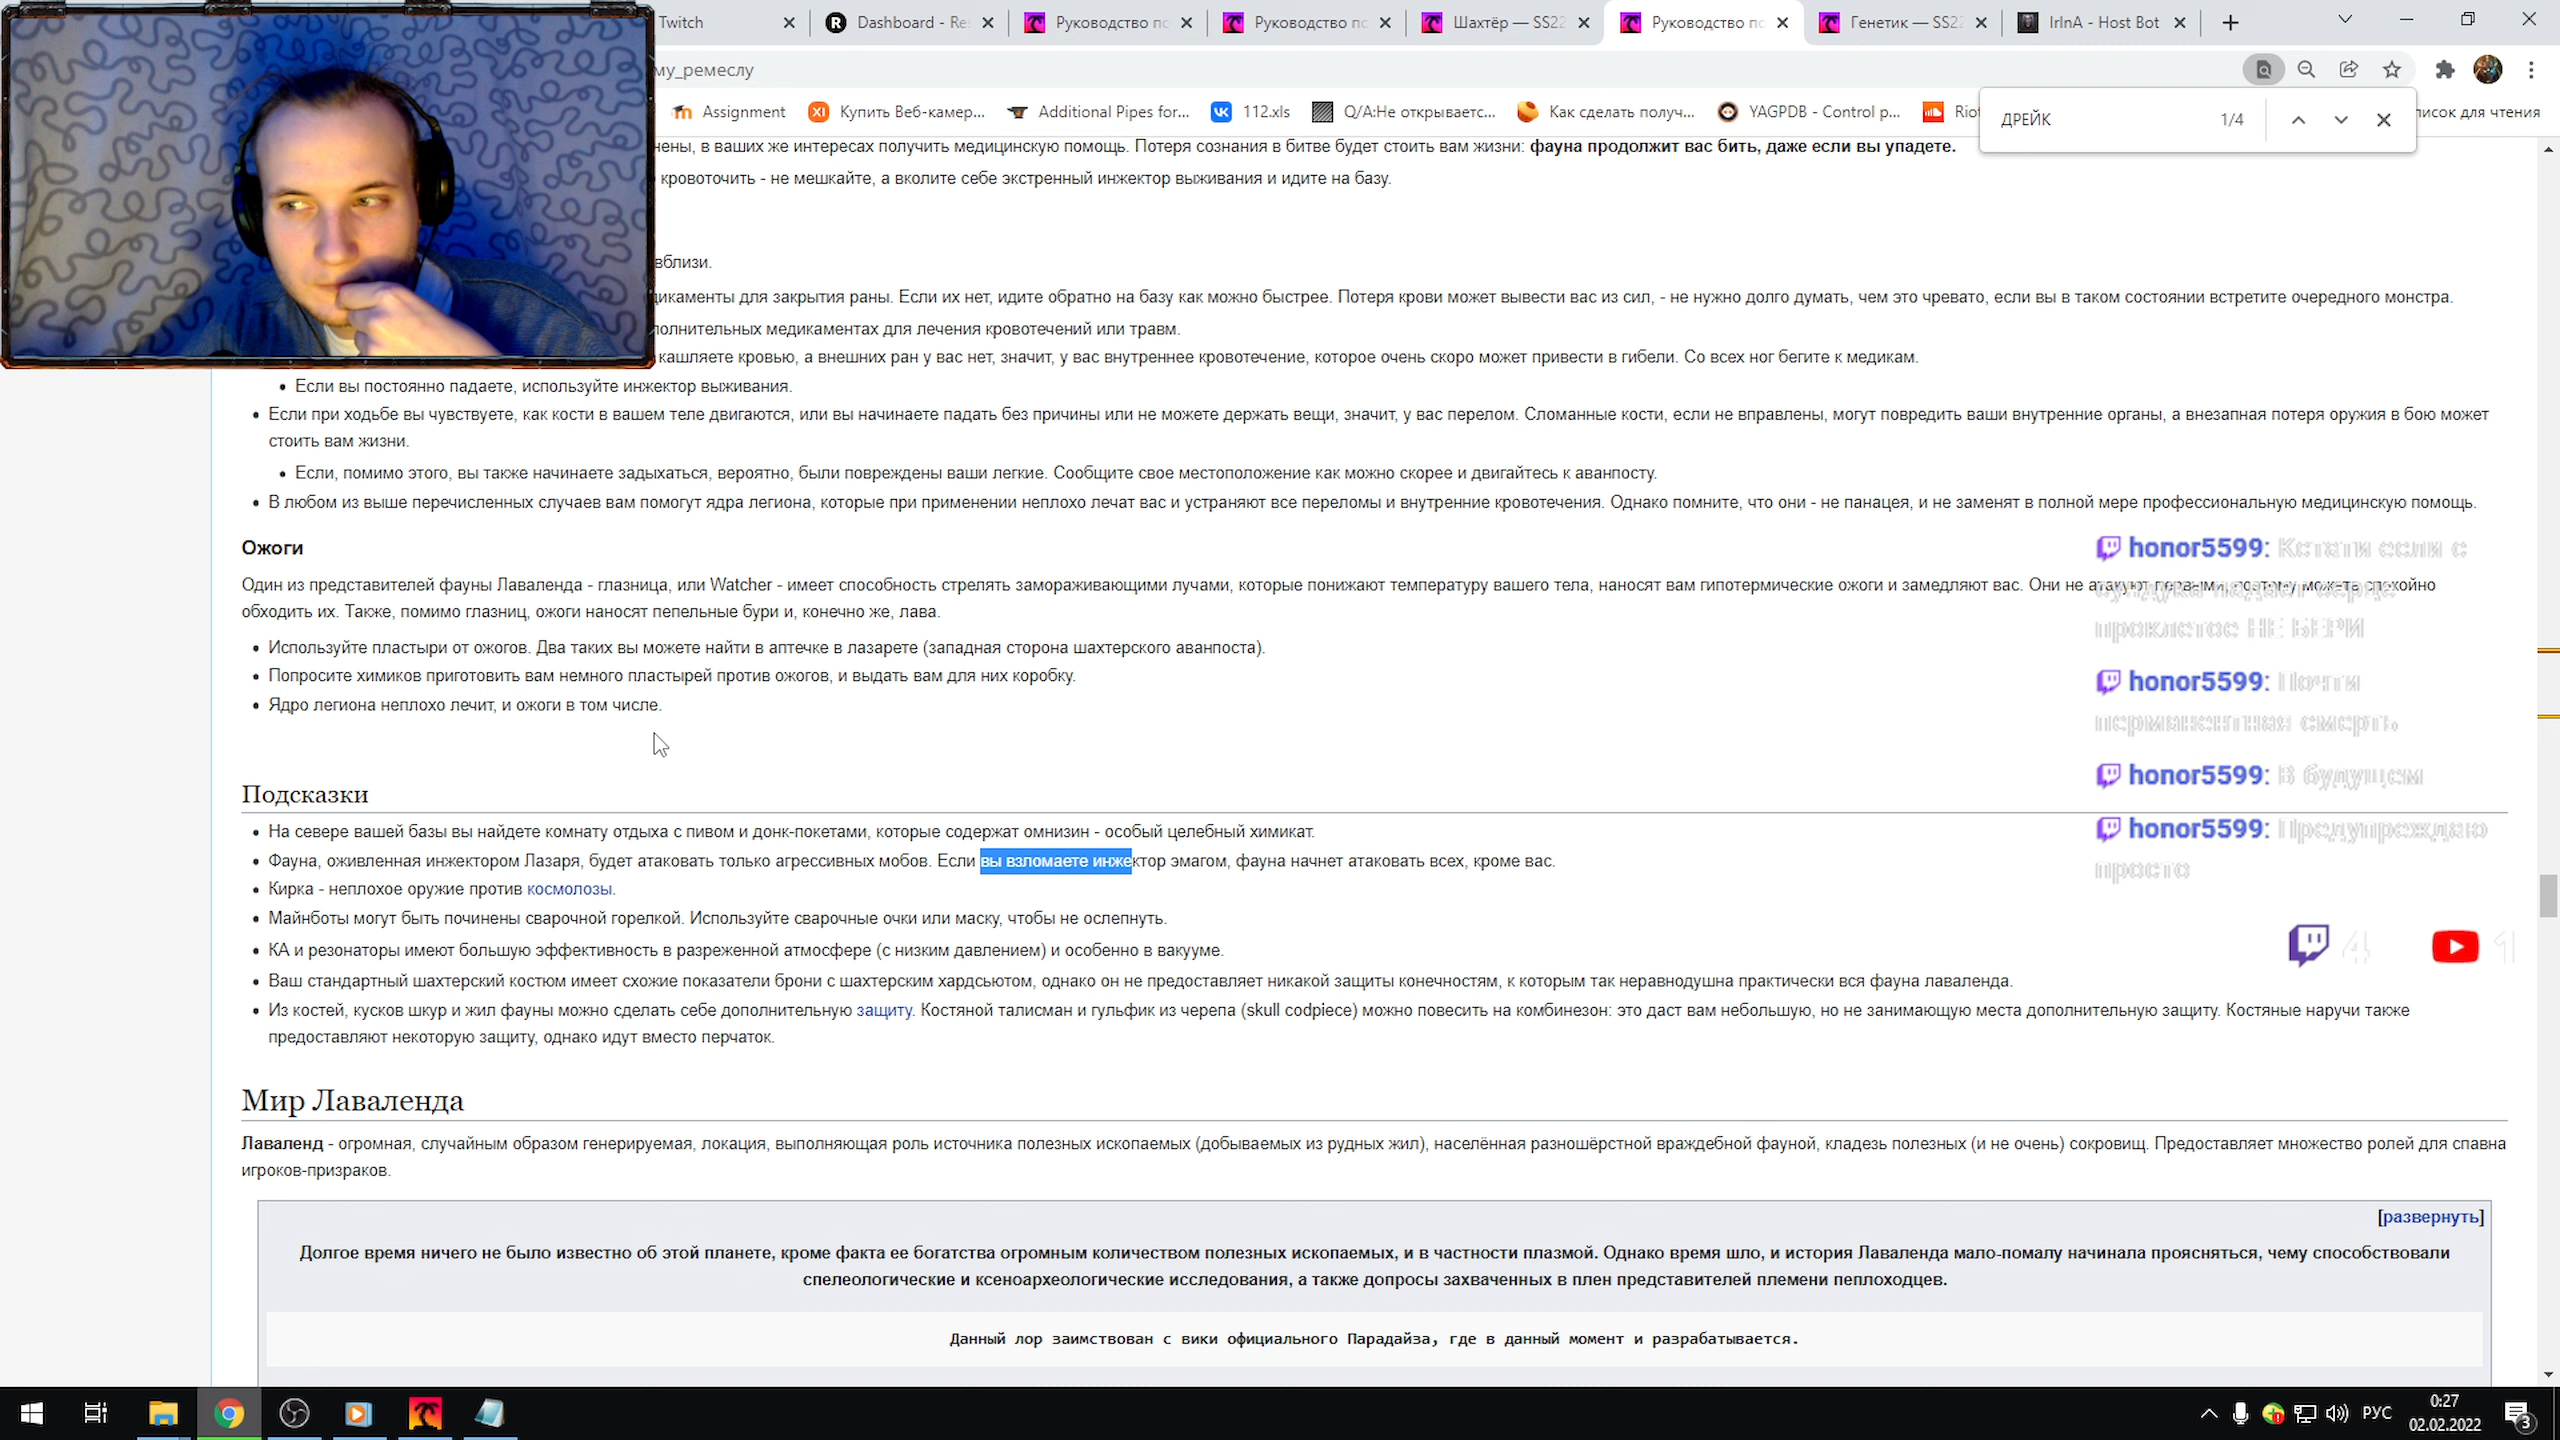 Twitch
Dashboard - Re
Руководство по
Руководство по
Шахтёр — SS22
Руководство по
Генетик — SS22
IrInA - Host Bot
му_ремеслу
Assignment
Купить Веб-камер...
Additional Pipes for...
112.xls
Q/A:Не открываетс...
Как сделать получ...
YAGPDB - Control p...
Riot
писок для чтения
ДРЕЙК
1/4
нены, в ваших же интересах получить медицинскую помощь. Потеря сознания в битве будет стоить вам жизни: фауна продолжит вас бить, даже если вы упадете.
кровоточить - не мешкайте, а вколите себе экстренный инжектор выживания и идите на базу.
вблизи.
дикаменты для закрытия раны. Если их нет, идите обратно на базу как можно быстрее. Потеря крови может вывести вас из сил, - не нужно долго думать, чем это чревато, если вы в таком состоянии встретите очередного монстра.
полнительных медикаментах для лечения кровотечений или травм.
кашляете кровью, а внешних ран у вас нет, значит, у вас внутреннее кровотечение, которое очень скоро может привести в гибели. Со всех ног бегите к медикам.
Если вы постоянно падаете, используйте инжектор выживания.
Если при ходьбе вы чувствуете, как кости в вашем теле двигаются, или вы начинаете падать без причины или не можете держать вещи, значит, у вас перелом. Сломанные кости, если не вправлены, могут повредить ваши внутренние органы, а внезапная потеря оружия в бою может
стоить вам жизни.
Если, помимо этого, вы также начинаете задыхаться, вероятно, были повреждены ваши легкие. Сообщите свое местоположение как можно скорее и двигайтесь к аванпосту.
В любом из выше перечисленных случаев вам помогут ядра легиона, которые при применении неплохо лечат вас и устраняют все переломы и внутренние кровотечения. Однако помните, что они - не панацея, и не заменят в полной мере профессиональную медицинскую помощь.
Ожоги
Один из представителей фауны Лаваленда - глазница, или Watcher - имеет способность стрелять замораживающими лучами, которые понижают температуру вашего тела, наносят вам гипотермические ожоги и замедляют вас. Они не атакуют первыми, поэтому можете спокойно
обходить их. Также, помимо глазниц, ожоги наносят пепельные бури и, конечно же, лава.
Используйте пластыри от ожогов. Два таких вы можете найти в аптечке в лазарете (западная сторона шахтерского аванпоста).
Попросите химиков приготовить вам немного пластырей против ожогов, и выдать вам для них коробку.
Ядро легиона неплохо лечит, и ожоги в том числе.
honor5599: Кстати если с
сундука падает серце
проклетое НЕ БЕРИ
honor5599: Почти
перманентная смерть
honor5599: В будущем
honor5599: Предупреждаю
просто
4
1
Подсказки
На севере вашей базы вы найдете комнату отдыха с пивом и донк-покетами, которые содержат омнизин - особый целебный химикат.
Фауна, оживленная инжектором Лазаря, будет атаковать только агрессивных мобов. Если вы взломаете инжектор эмагом, фауна начнет атаковать всех, кроме вас.
Кирка - неплохое оружие против космолозы.
Майнботы могут быть починены сварочной горелкой. Используйте сварочные очки или маску, чтобы не ослепнуть.
КА и резонаторы имеют большую эффективность в разреженной атмосфере (с низким давлением) и особенно в вакууме.
Ваш стандартный шахтерский костюм имеет схожие показатели брони с шахтерским хардсьютом, однако он не предоставляет никакой защиты конечностям, к которым так неравнодушна практически вся фауна лаваленда.
Из костей, кусков шкур и жил фауны можно сделать себе дополнительную защиту. Костяной талисман и гульфик из черепа (skull codpiece) можно повесить на комбинезон: это даст вам небольшую, но не занимающую места дополнительную защиту. Костяные наручи также
предоставляют некоторую защиту, однако идут вместо перчаток.
Мир Лаваленда
Лаваленд - огромная, случайным образом генерируемая, локация, выполняющая роль источника полезных ископаемых (добываемых из рудных жил), населённая разношёрстной враждебной фауной, кладезь полезных (и не очень) сокровищ. Предоставляет множество ролей для спавна
игроков-призраков.
[развернуть]
Долгое время ничего не было известно об этой планете, кроме факта ее богатства огромным количеством полезных ископаемых, и в частности плазмой. Однако время шло, и история Лаваленда мало-помалу начинала проясняться, чему способствовали
спелеологические и ксеноархеологические исследования, а также допросы захваченных в плен представителей племени пеплоходцев.
Данный лор заимствован с вики официального Парадайза, где в данный момент и разрабатывается.
РУС
0:27
02.02.2022
3